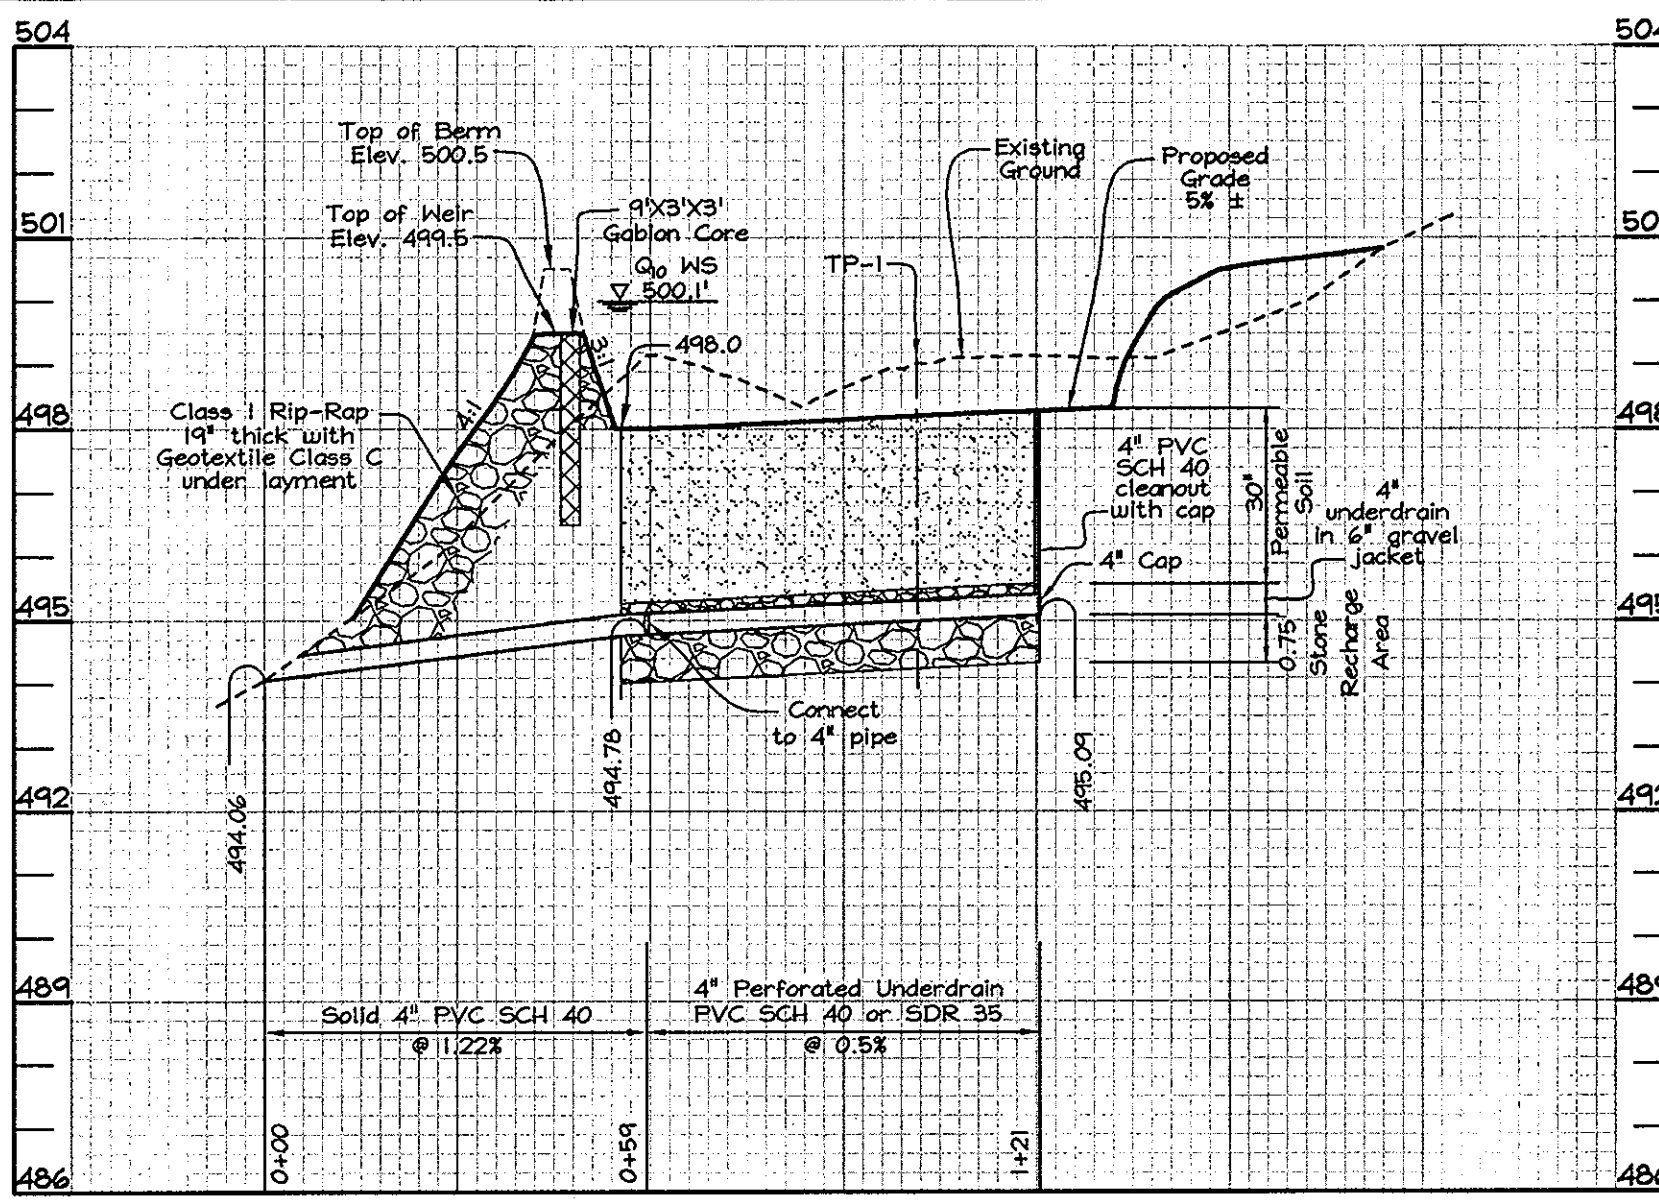 504
504
Top of Berm
Elev. 500.5
Existing
Ground
Proposed
Grade
5% ±
Top of Weir
Elev. 499.5
9'X3'X3'
Gabion Core
501
50
Q10 WS
500.1'
TP-1
3:1
498.0
4:1
Class 1 Rip-Rap
19" thick with
Geotextile Class C
under layment
498
498
4" PVC
SCH 40
cleanout
with cap
30"
Permeable
Soil
4"
underdrain
in 6" gravel
jacket
4" Cap
495
495
0.75'
Stone
Recharge
Area
Connect
to 4" pipe
494.06
494.78
495.09
492
492
489
489
Solid 4" PVC SCH 40
@ 1.22%
4" Perforated Underdrain
PVC SCH 40 or SDR 35
@ 0.5%
0+00
0+59
1+21
486
486